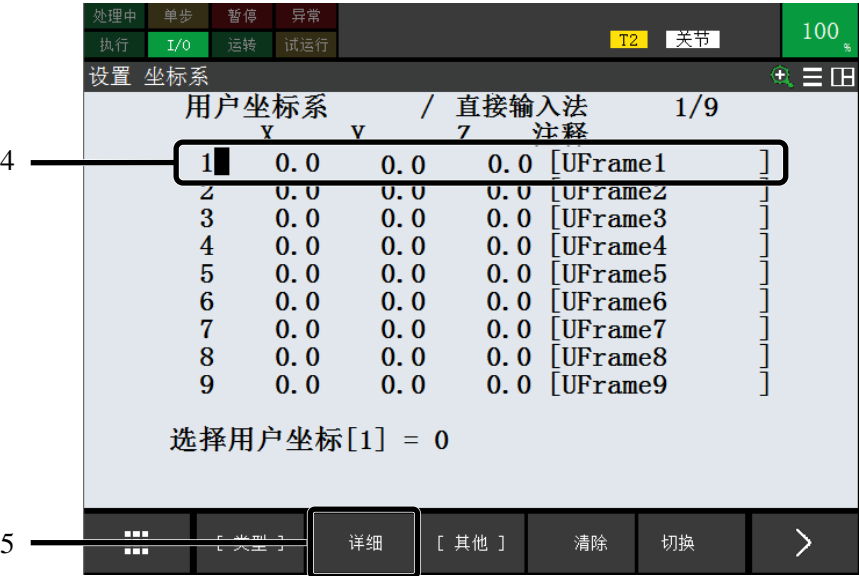 处理中 单步 暂停 异常
执行 I/O 运转 试运行 T2 关节 100 %
设置 坐标系
用户坐标系 / 直接输入法 1/9
X Y Z 注释
4 1 0.0 0.0 0.0 [UFrame1 ]
2 0.0 0.0 0.0 [UFrame2 ]
3 0.0 0.0 0.0 [UFrame3 ]
4 0.0 0.0 0.0 [UFrame4 ]
5 0.0 0.0 0.0 [UFrame5 ]
6 0.0 0.0 0.0 [UFrame6 ]
7 0.0 0.0 0.0 [UFrame7 ]
8 0.0 0.0 0.0 [UFrame8 ]
9 0.0 0.0 0.0 [UFrame9 ]
选择用户坐标[1] = 0
5 [ 类型 ] 详细 [ 其他 ] 清除 切换 >